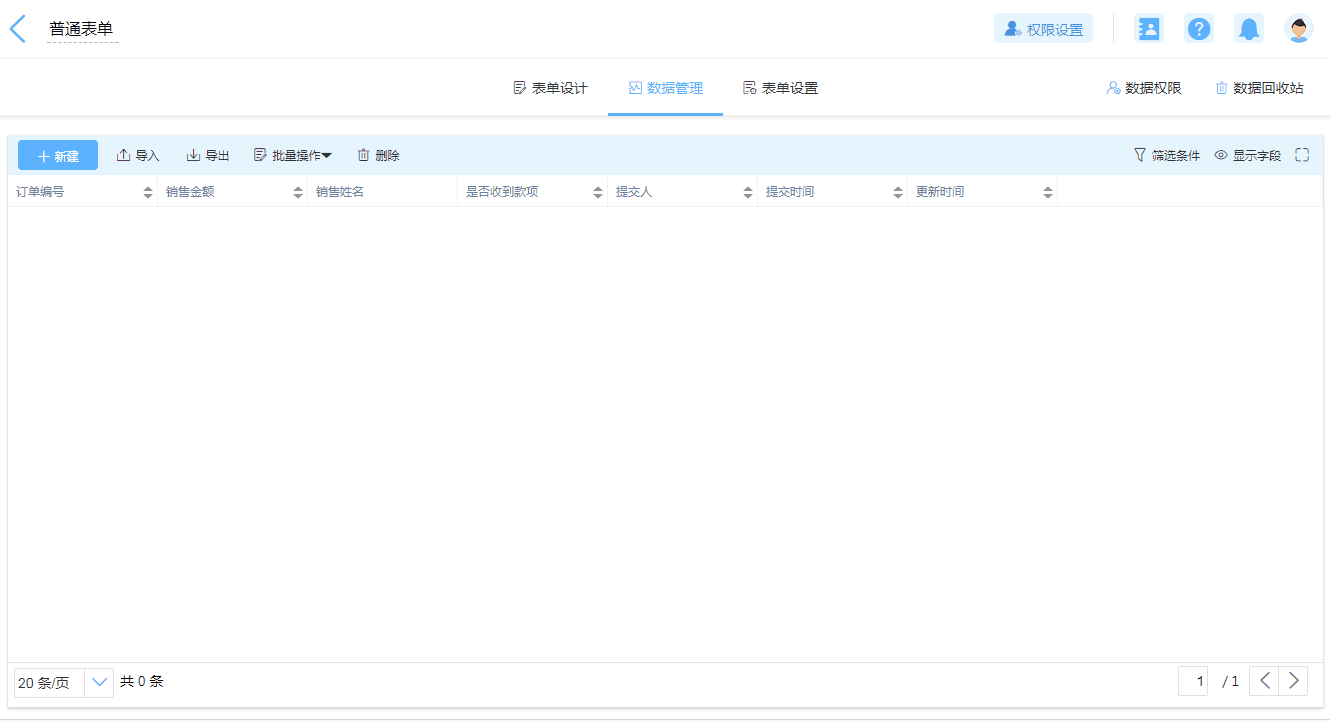 普通表单
权限设置
表单设计 数据管理 表单设置 数据权限 数据回收站
新建 导入 导出 批量操作 删除 筛选条件 显示字段
订单编号 销售金额 销售姓名 是否收到款项 提交人 提交时间 更新时间
20 条/页 共 0 条 1 / 1